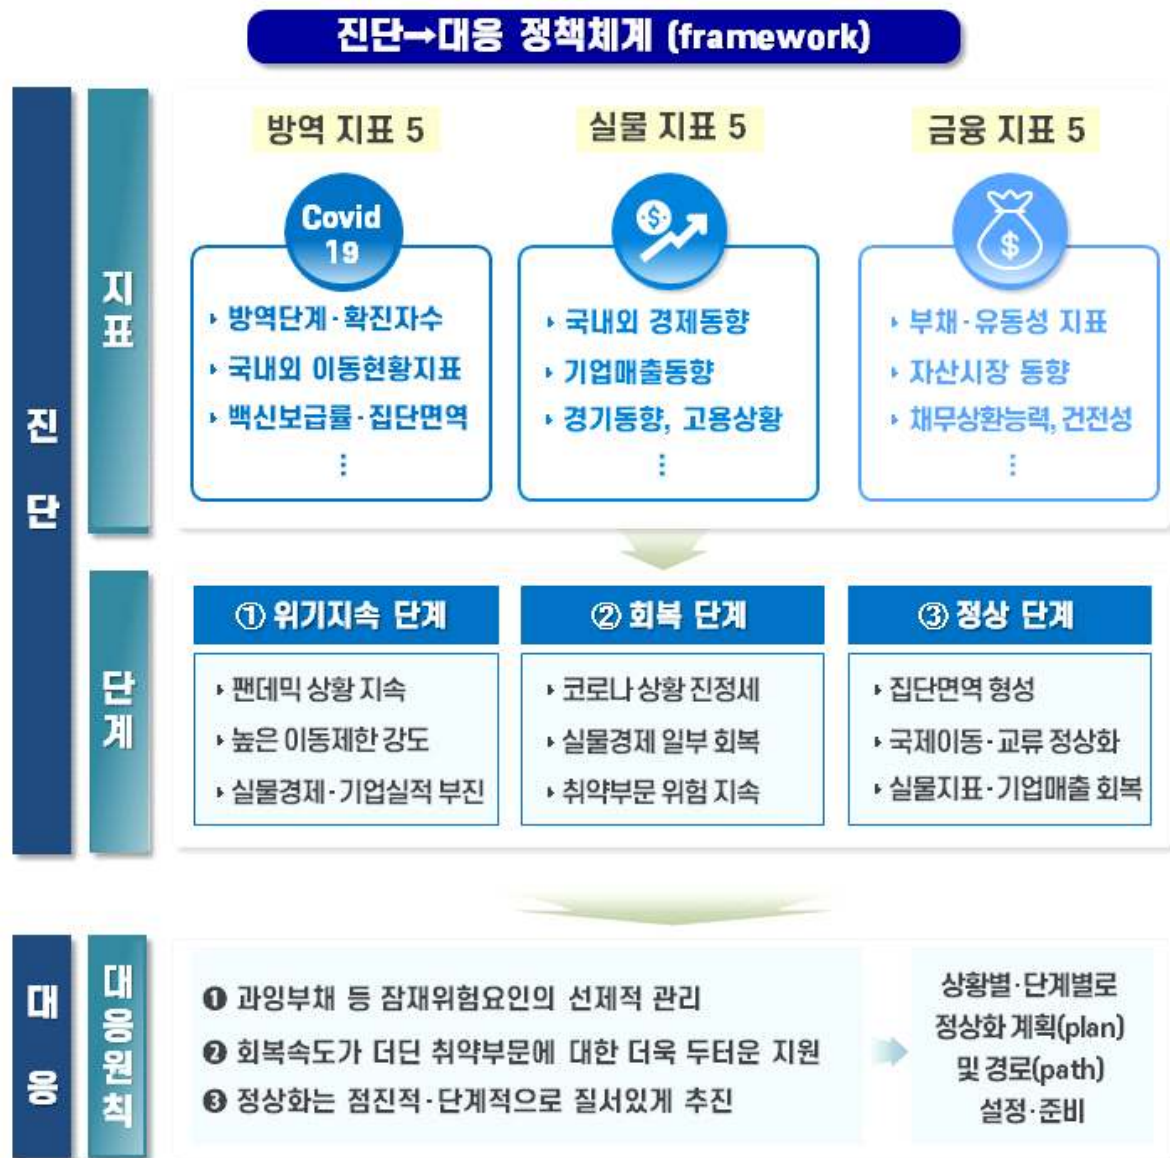 진단➞대응 정책체계 (framework)
진단
지표
방역 지표 5
Covid
19
▸ 방역단계·확진자수
▸ 국내외 이동현황지표
▸ 백신보급률·집단면역
⋮
실물 지표 5
$
▸ 국내외 경제동향
▸ 기업매출동향
▸ 경기동향, 고용상황
⋮
금융 지표 5
$
▸ 부채·유동성 지표
▸ 자산시장 동향
▸ 채무상환능력, 건전성
⋮
단계
① 위기지속 단계
▸ 팬데믹 상황 지속
▸ 높은 이동제한 강도
▸ 실물경제·기업실적 부진
② 회복 단계
▸ 코로나 상황 진정세
▸ 실물경제 일부 회복
▸ 취약부문 위험 지속
③ 정상 단계
▸ 집단면역 형성
▸ 국제이동·교류 정상화
▸ 실물지표·기업매출 회복
대응
대응원칙
❶ 과잉부채 등 잠재위험요인의 선제적 관리
❷ 회복속도가 더딘 취약부문에 대한 더욱 두터운 지원
❸ 정상화는 점진적·단계적으로 질서있게 추진
상황별·단계별로
정상화 계획(plan)
및 경로(path)
설정·준비